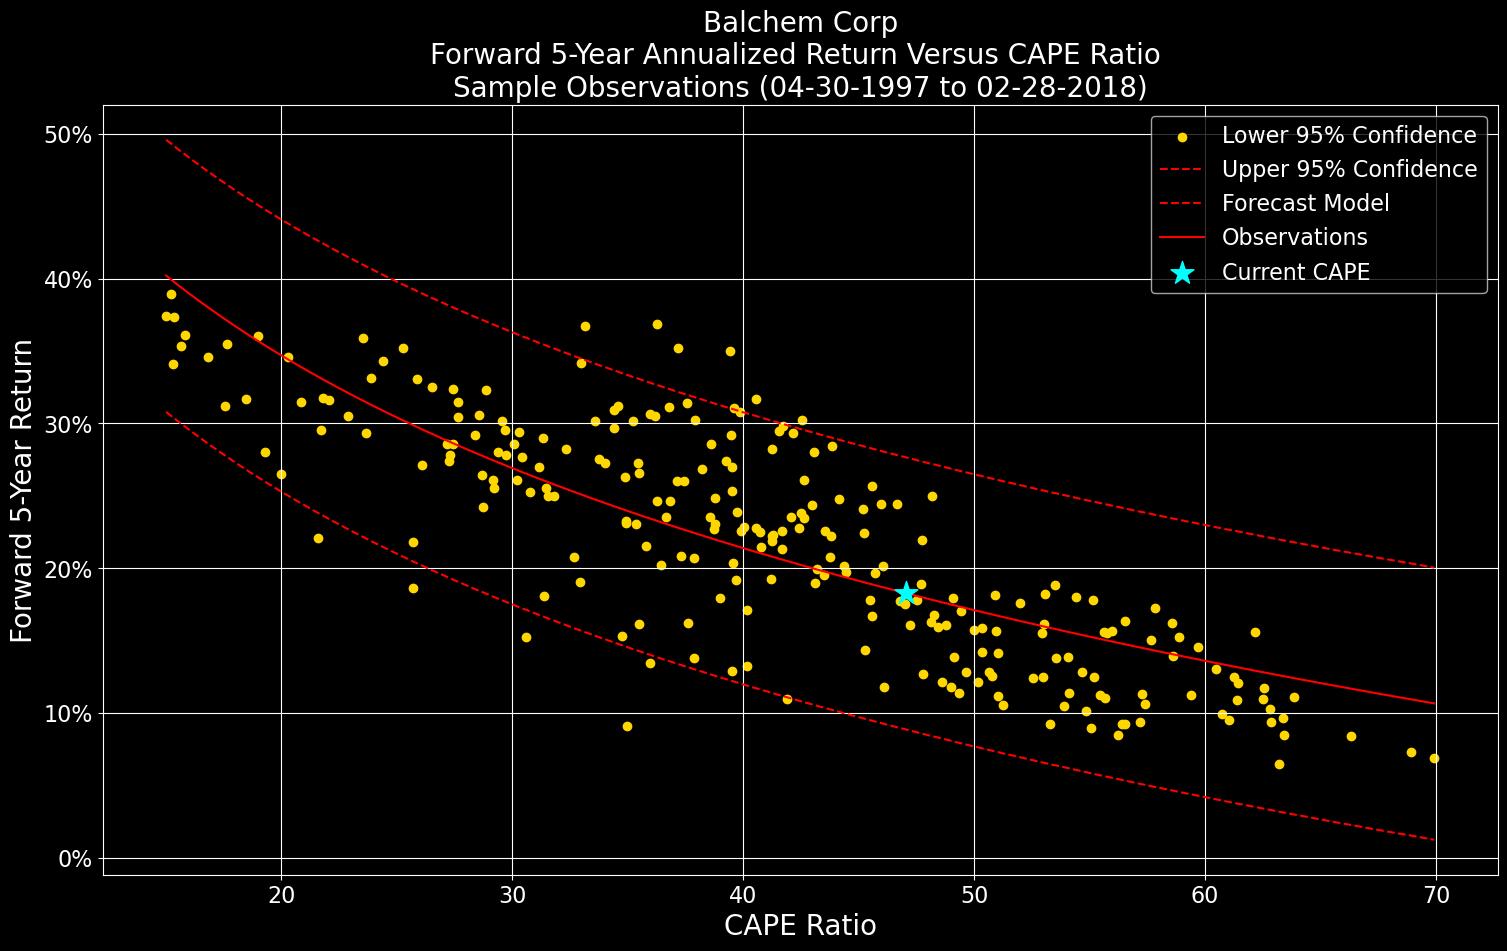 Balchem Corp
Forward 5-Year Annualized Return Versus CAPE Ratio
Sample Observations (04-30-1997 to 02-28-2018)
Lower 95% Confidence
Upper 95% Confidence
Forecast Model
Observations
Current CAPE
Forward 5-Year Return
50%
40%
30%
20%
10%
0%
20 30 40 50 60 70
CAPE Ratio